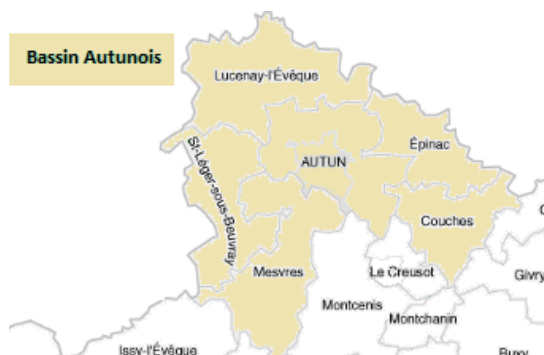 Bassin Autunois
Lucenay-l'Évêque
Épinac
St-Léger-sous-Beuvray
AUTUN
Couches
Mesvres
Le Creusot
Givry
Montcenis
Montchanin
Issy-l'Évêque